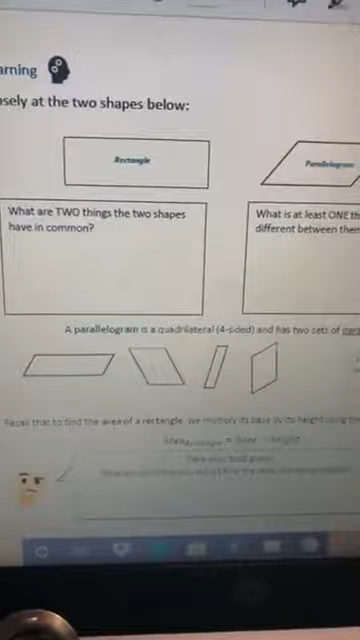 arning
osely at the two shapes below:
Rectangle
Parallelogram
What are TWO things the two shapes
have in common?
What is at least ONE th
different between them
A parallelogram is a quadrilateral (4-sided) and has two sets of
Recall that to find the area of a rectangle, we multiply its base by its height using